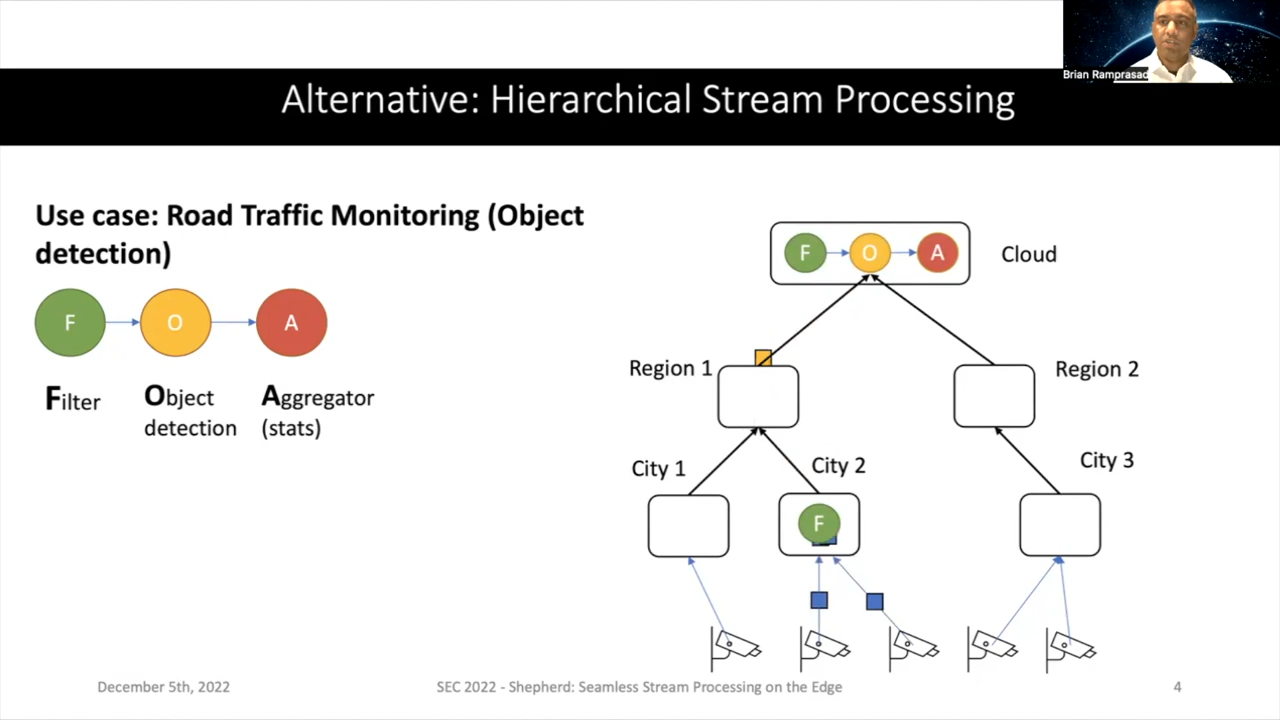 Brian Ramprasad
Alternative: Hierarchical Stream Processing
Use case: Road Traffic Monitoring (Object
detection)
F O A
Filter
Object
detection
Aggregator
(stats)
F O A
Cloud
Region 1
Region 2
City 1
City 2
City 3
F
December 5th, 2022
SEC 2022 - Shepherd: Seamless Stream Processing on the Edge
4